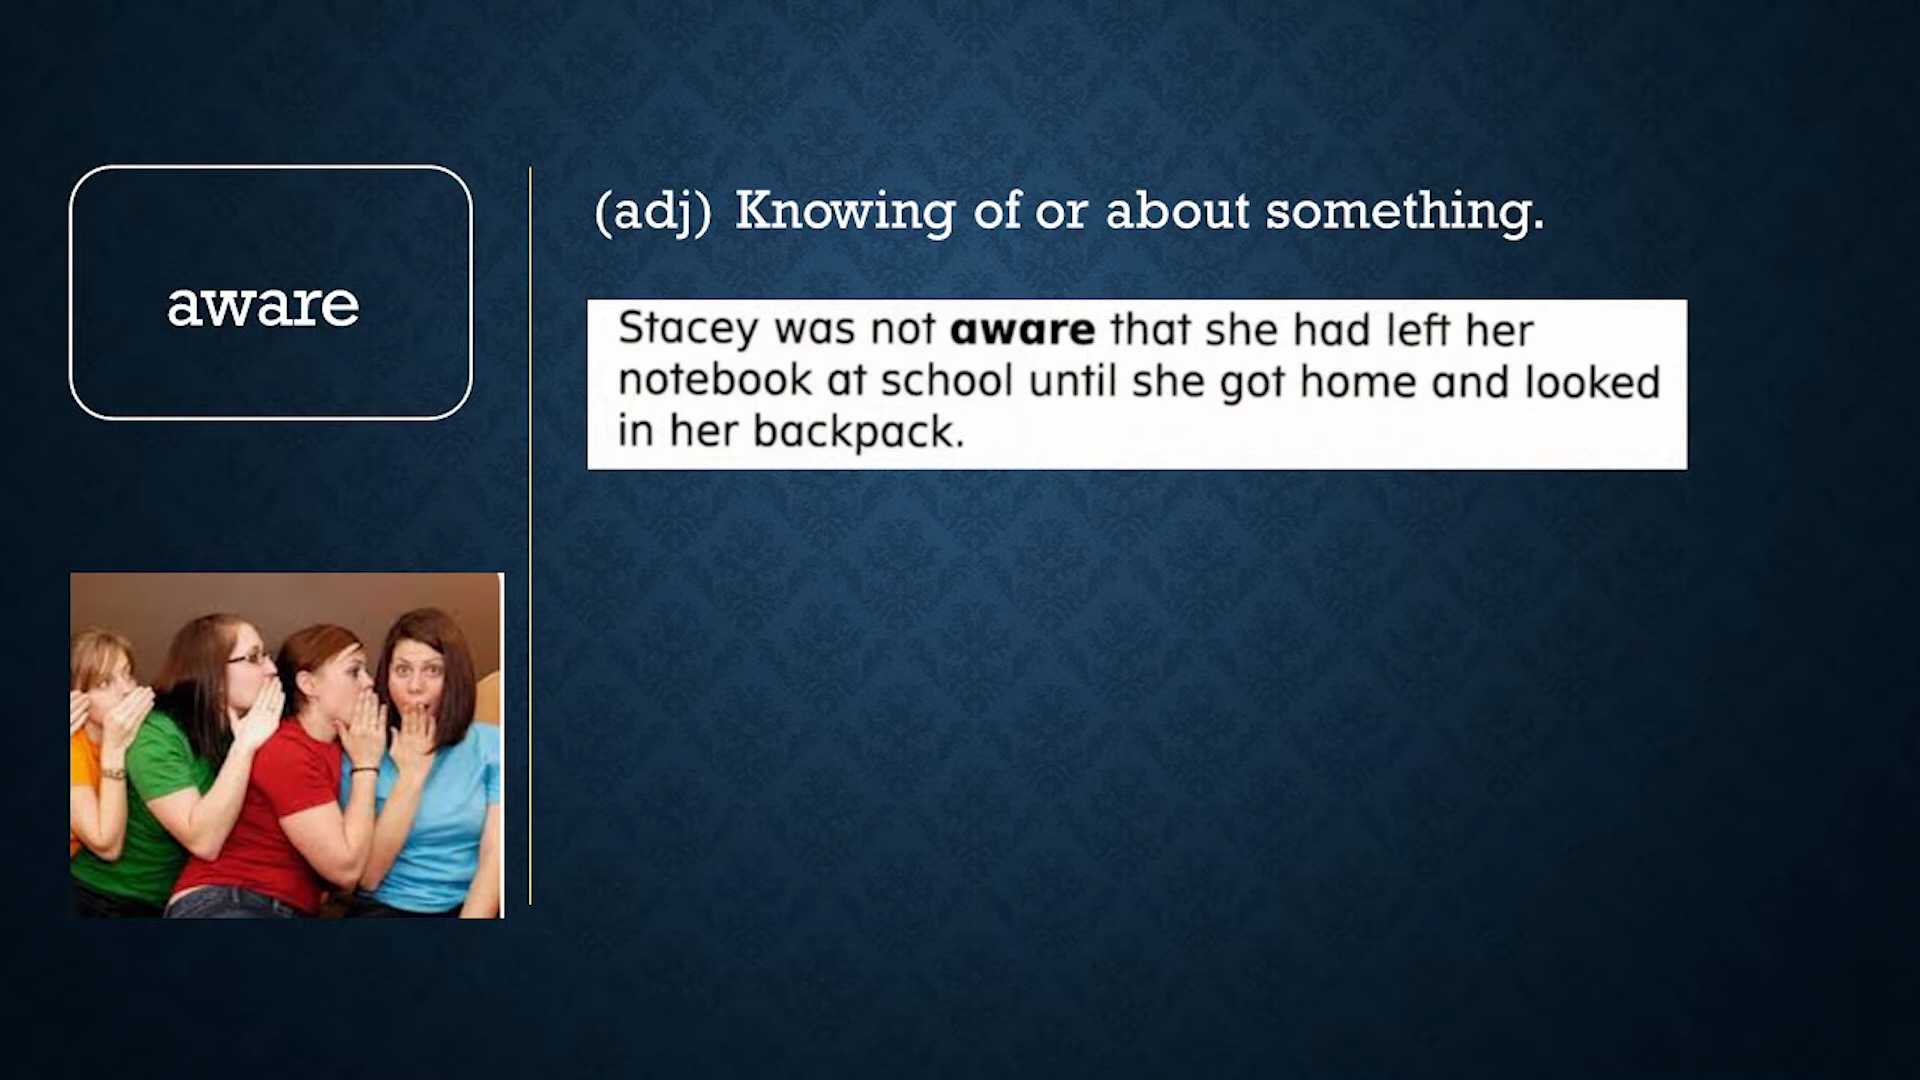 aware
(adj) Knowing of or about something.
Stacey was not aware that she had left her
notebook at school until she got home and looked
in her backpack.